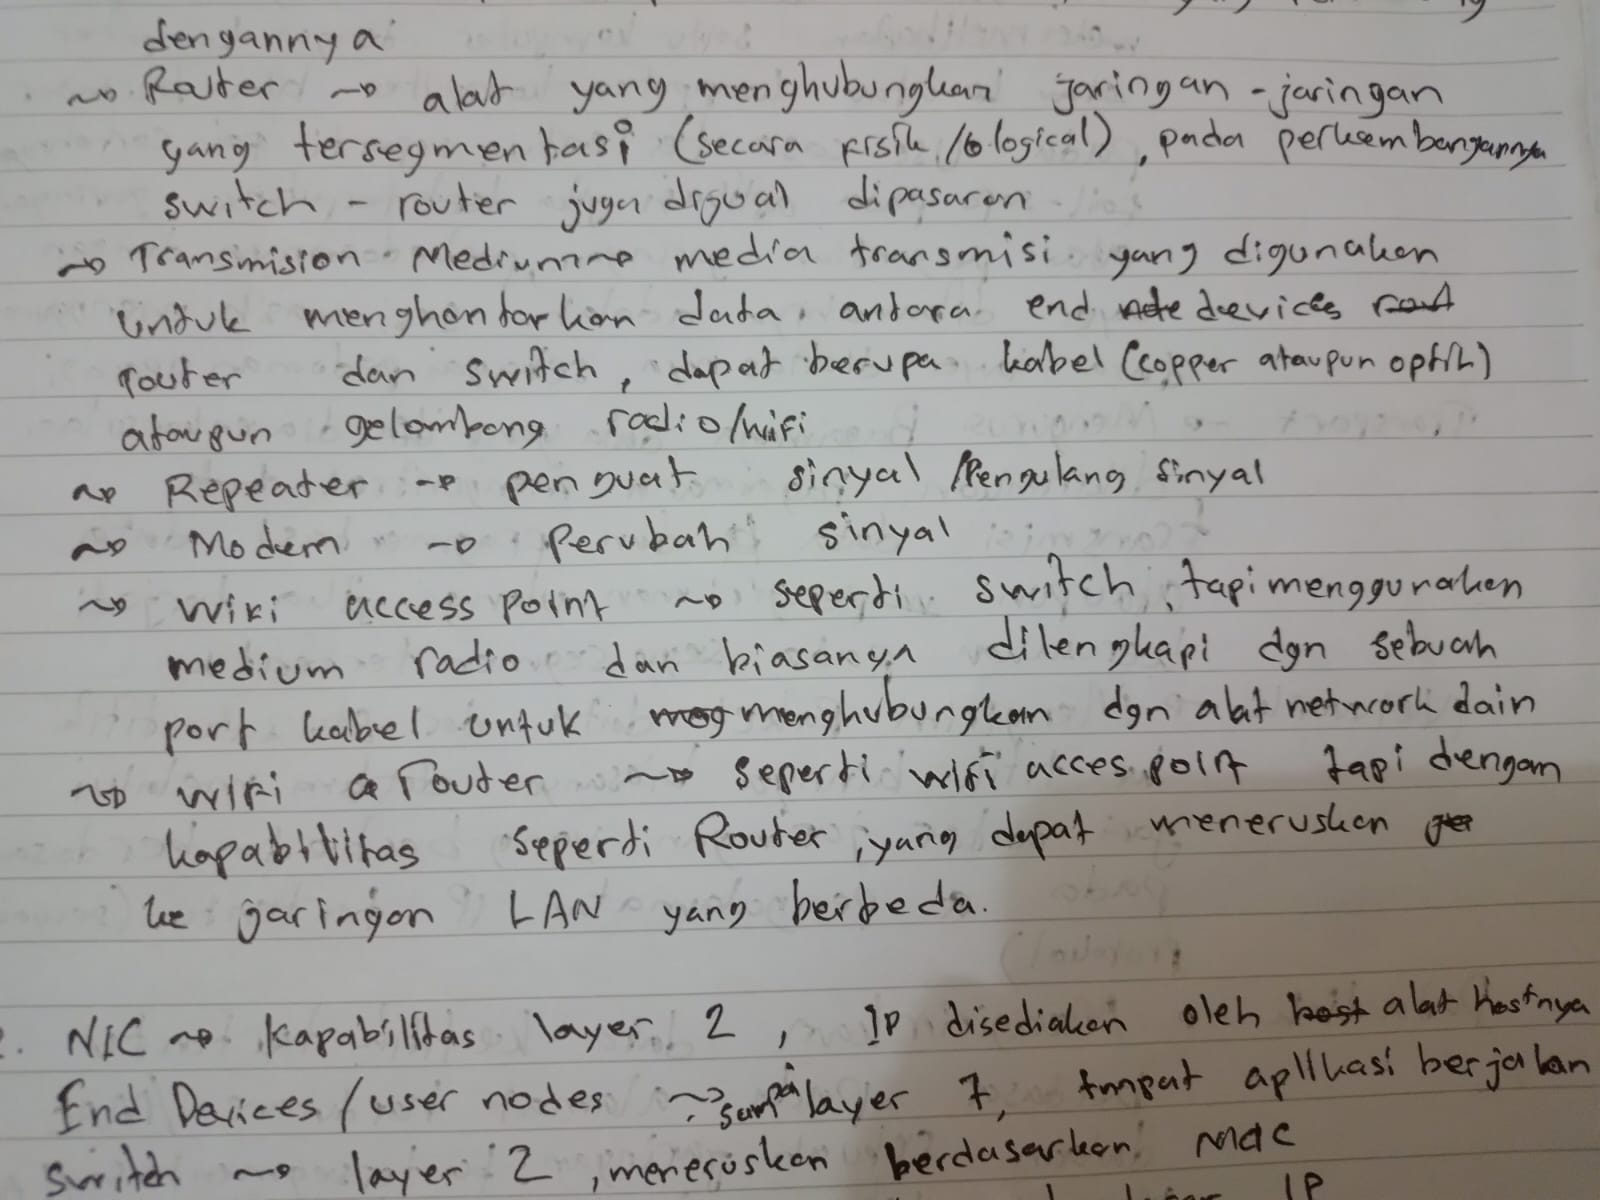 dengannya
~> Router ~> alat yang menghubungkan jaringan - jaringan
yang tersegmentasi (secara fisik / logical), pada perkembangannya
switch - router juga dijual dipasaran
~> Transmision Medium ~> media transmisi yang digunakan
untuk menghantarkan data antara end devices
router dan switch, dapat berupa kabel (copper ataupun optik)
ataupun gelombang radio/wifi
~> Repeater ~> penguat sinyal /Pengulang sinyal
~> Modem ~> Perubah sinyal
~> Wifi access point ~> seperti switch, tapi menggunakan
medium radio dan biasanya dilengkapi dgn sebuah
port kabel untuk menghubungkan dgn alat network lain
~> Wifi router ~> seperti wifi acces point tapi dengan
kapabilitas seperti Router, yang dapat meneruskan
ke jaringan LAN yang berbeda.
2. NIC ~> Kapabilitas layer 2, IP disediakan oleh alat hostnya
End Devices / user nodes ~> sampai layer 7, tmpat aplikasi berjalan
switch ~> layer 2, meneruskan berdasarkan Mac
IP